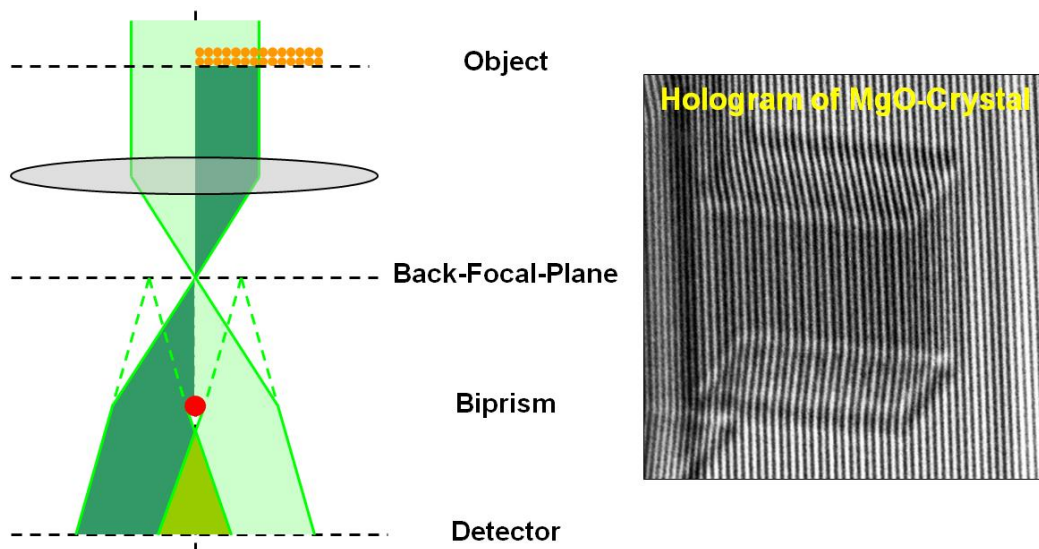 Object
Hologram of MgO-Crystal
Back-Focal-Plane
Biprism
Detector